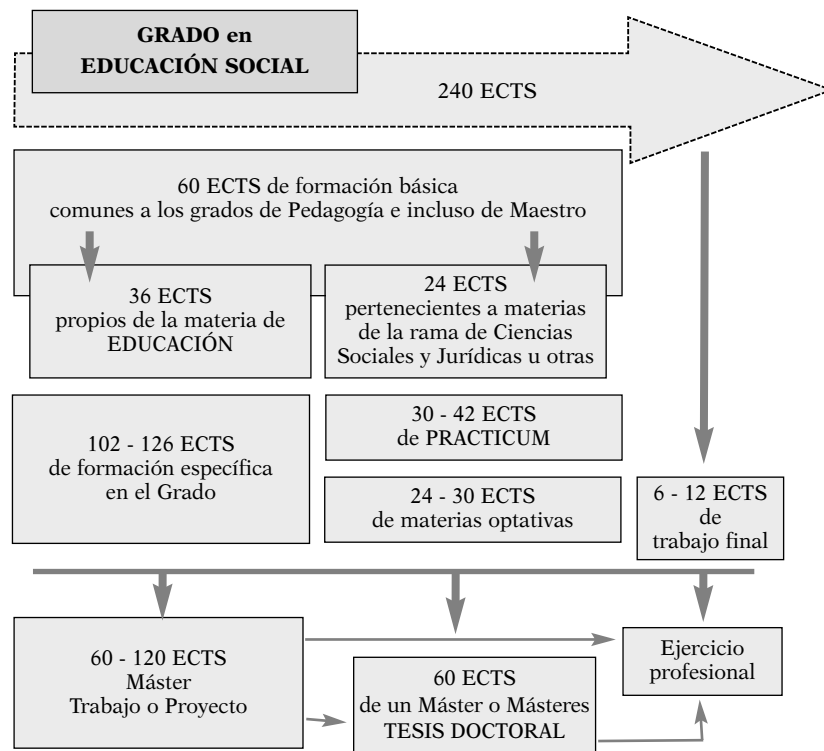 GRADO en
EDUCACIÓN SOCIAL
240 ECTS
60 ECTS de formación básica
comunes a los grados de Pedagogía e incluso de Maestro
36 ECTS
propios de la materia de
EDUCACIÓN
24 ECTS
pertenecientes a materias
de la rama de Ciencias
Sociales y Jurídicas u otras
102 - 126 ECTS
de formación específica
en el Grado
30 - 42 ECTS
de PRACTICUM
24 - 30 ECTS
de materias optativas
6 - 12 ECTS
de
trabajo final
60 - 120 ECTS
Máster
Trabajo o Proyecto
60 ECTS
de un Máster o Másteres
TESIS DOCTORAL
Ejercicio
profesional